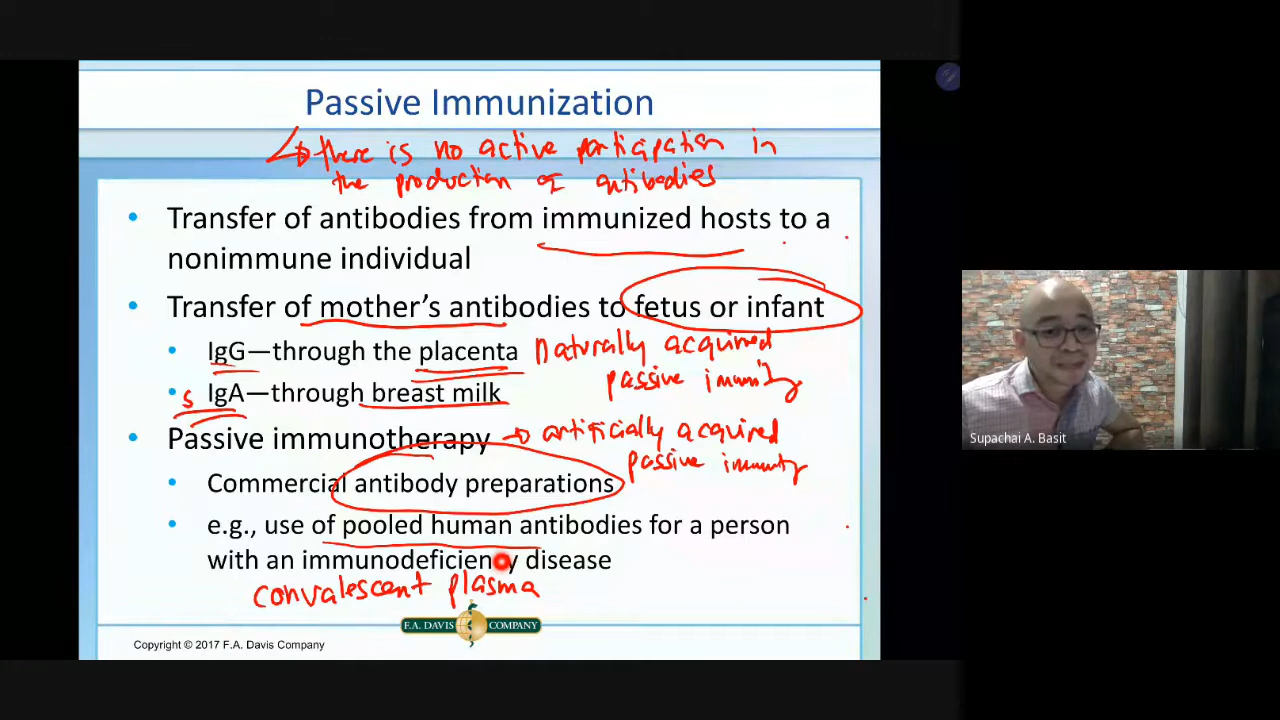 Passive Immunization
there is no active participation in
the production of antibodies
• Transfer of antibodies from immunized hosts to a
nonimmune individual
• Transfer of mother's antibodies to fetus or infant
• IgG—through the placenta naturally acquired
passive immunity
• s IgA—through breast milk
• Passive immunotherapy → artificially acquired
passive immunity
• Commercial antibody preparations
• e.g., use of pooled human antibodies for a person
with an immunodeficiency disease
convalescent plasma
F.A. DAVIS COMPANY
Copyright © 2017 F.A. Davis Company
Supachai A. Basit